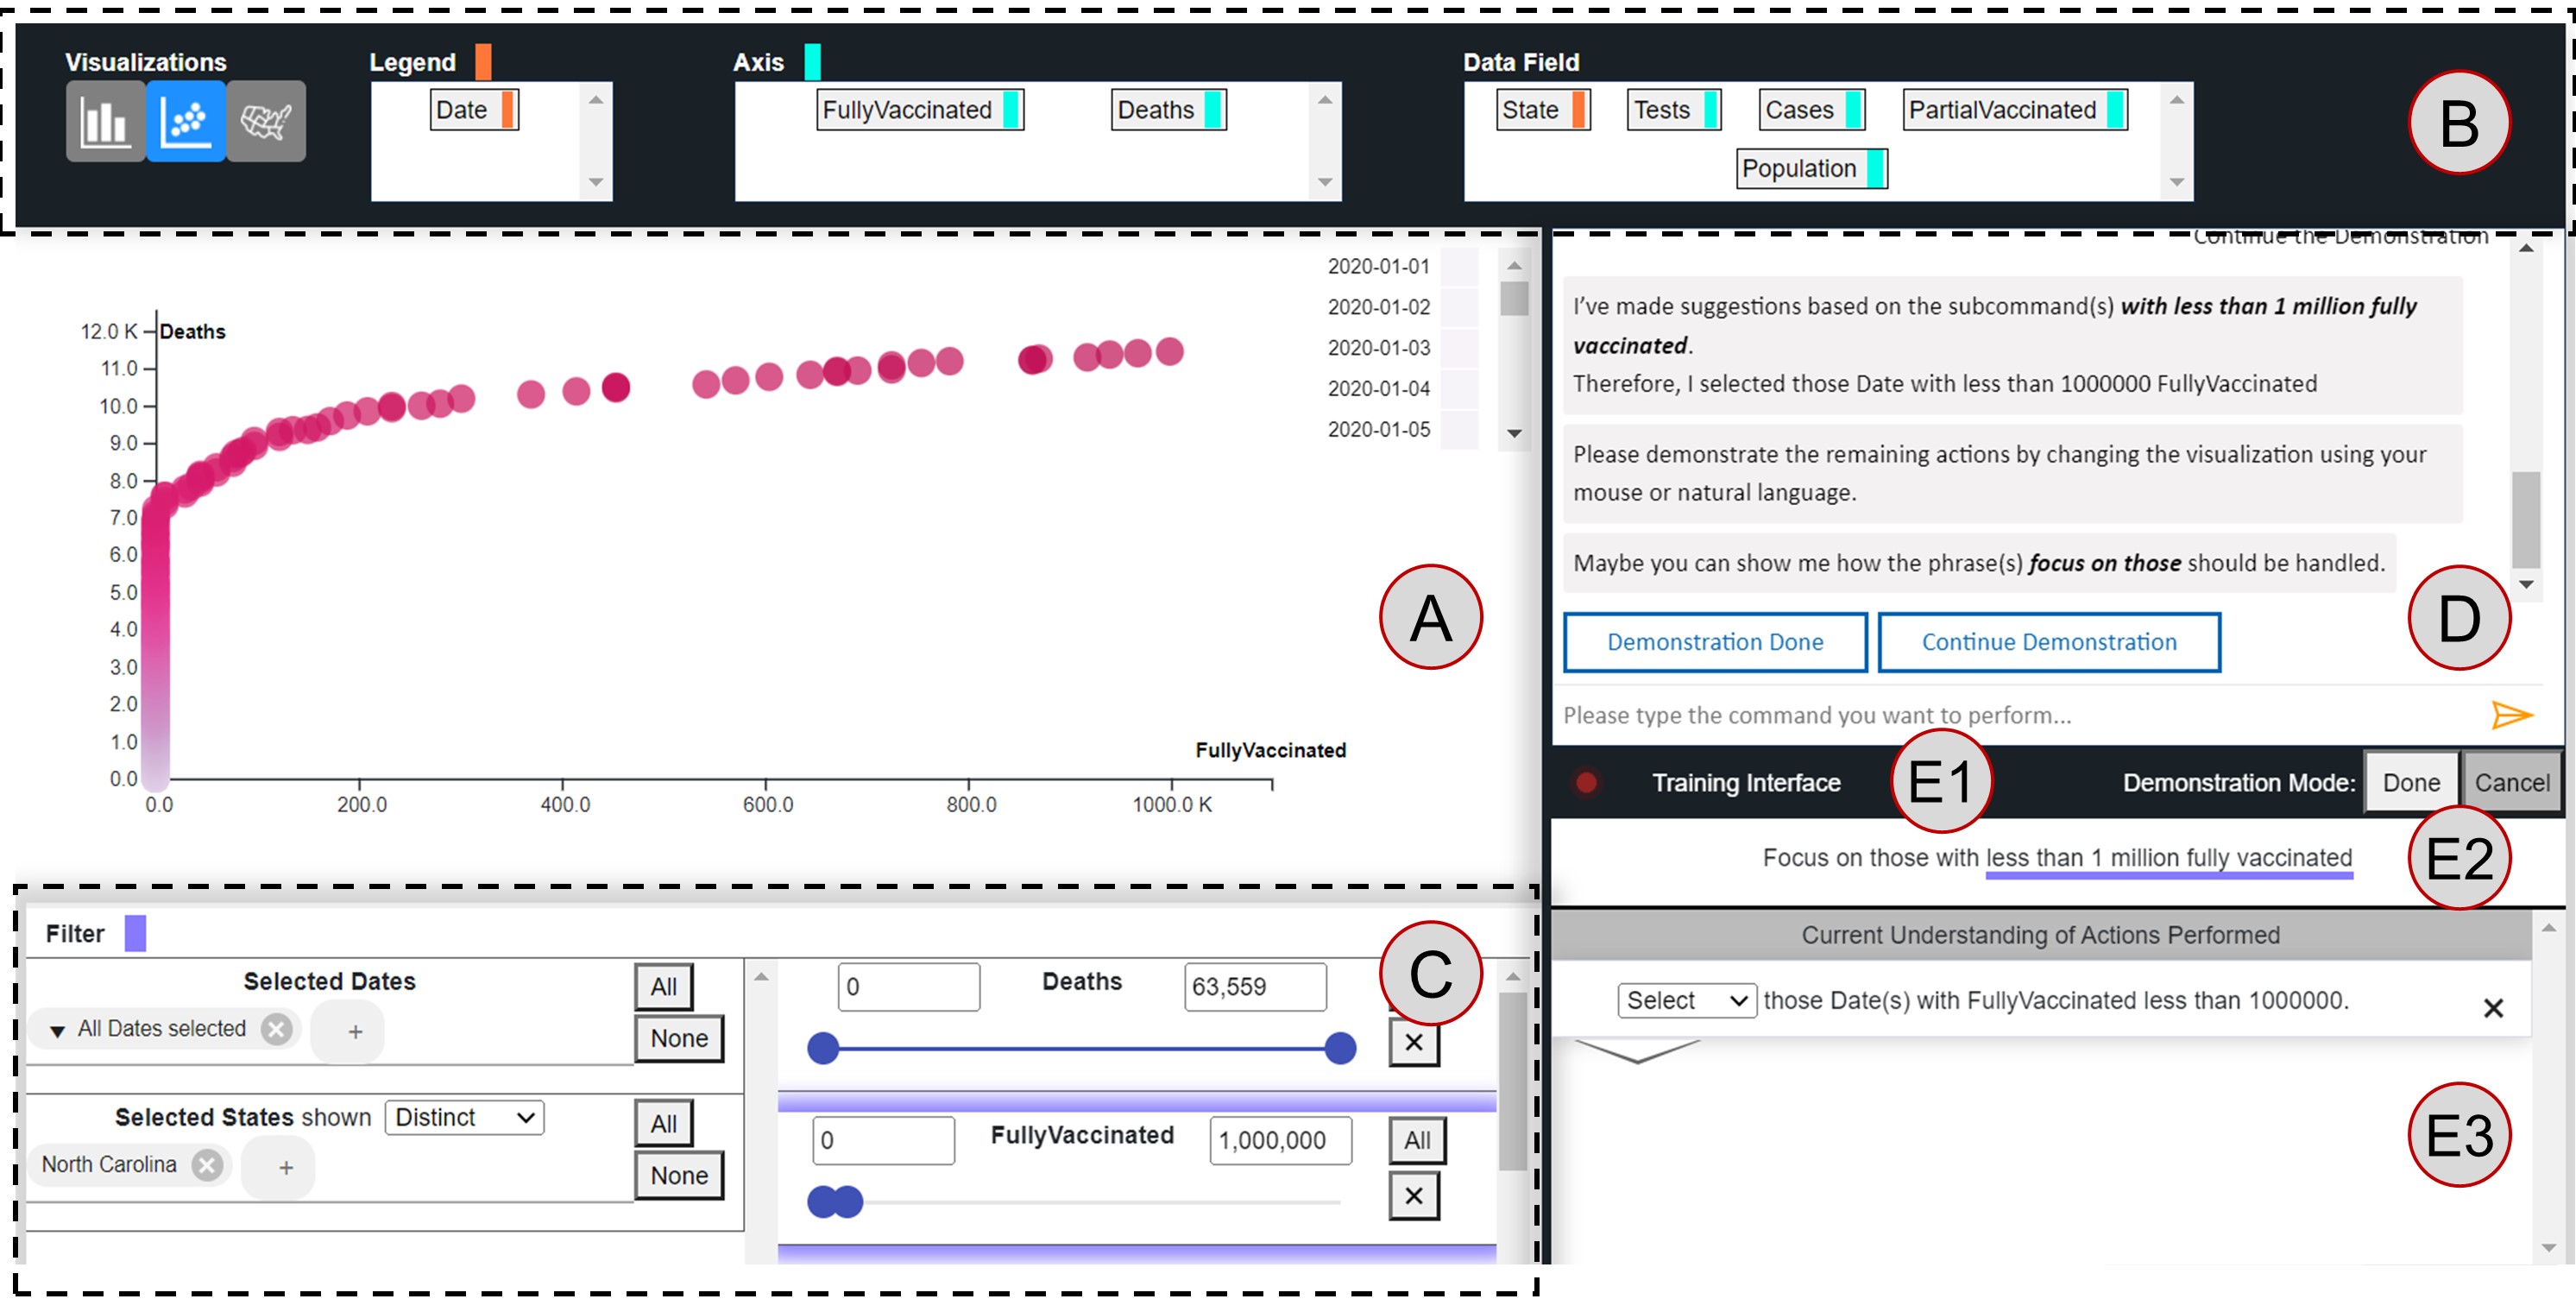 Visualizations
Legend
Axis
Data Field
Date
FullyVaccinated
Deaths
State
Tests
Cases
PartialVaccinated
Population
B
12.0 K
Deaths
11.0
10.0
9.0
8.0
7.0
6.0
5.0
4.0
3.0
2.0
1.0
0.0
0.0
200.0
400.0
600.0
800.0
1000.0 K
FullyVaccinated
2020-01-01
2020-01-02
2020-01-03
2020-01-04
2020-01-05
A
Continue the Demonstration
I've made suggestions based on the subcommand(s) with less than 1 million fully
vaccinated.
Therefore, I selected those Date with less than 1000000 FullyVaccinated
Please demonstrate the remaining actions by changing the visualization using your
mouse or natural language.
Maybe you can show me how the phrase(s) focus on those should be handled.
D
Demonstration Done
Continue Demonstration
Please type the command you want to perform...
Training Interface
E1
Demonstration Mode:
Done
Cancel
Focus on those with less than 1 million fully vaccinated
E2
Current Understanding of Actions Performed
Select
those Date(s) with FullyVaccinated less than 1000000.
E3
Filter
C
Selected Dates
All
All Dates selected
+
None
Selected States shown
Distinct
All
North Carolina
+
None
0
Deaths
63,559
0
FullyVaccinated
1,000,000
All